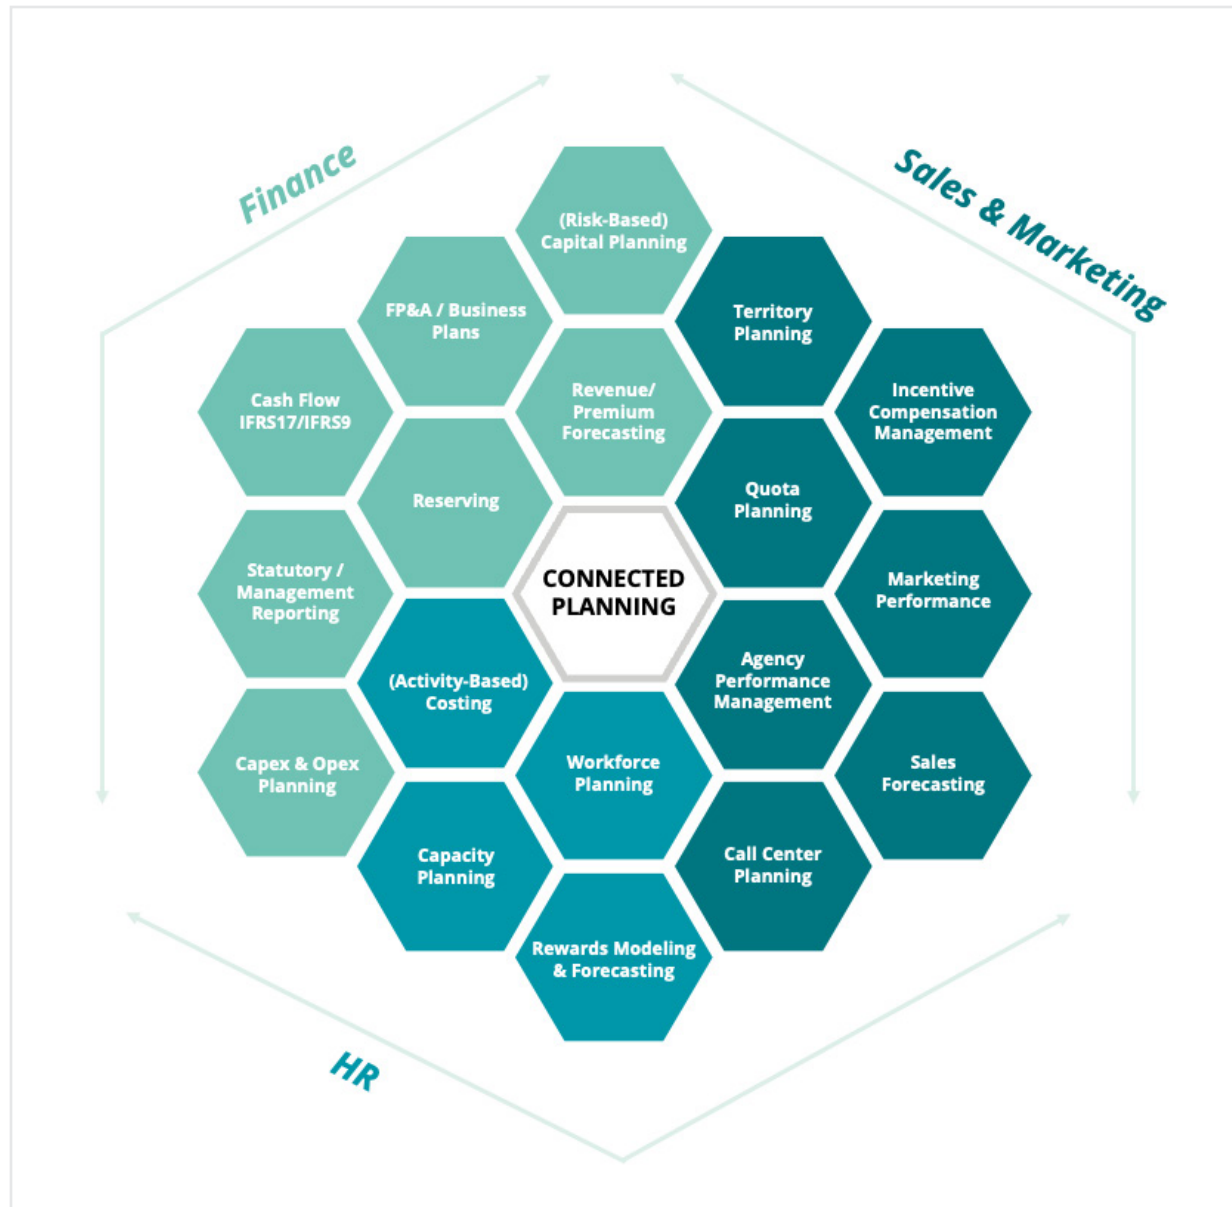 Finance
Sales & Marketing
(Risk-Based)
Capital Planning
FP&A / Business
Plans
Territory
Planning
Cash Flow
IFRS17/IFRS9
Revenue/
Premium
Forecasting
Incentive
Compensation
Management
Reserving
Quota
Planning
Statutory /
Management
Reporting
CONNECTED
PLANNING
Marketing
Performance
(Activity-Based)
Costing
Agency
Performance
Management
Capex & Opex
Planning
Workforce
Planning
Sales
Forecasting
Capacity
Planning
Call Center
Planning
Rewards Modeling
& Forecasting
HR